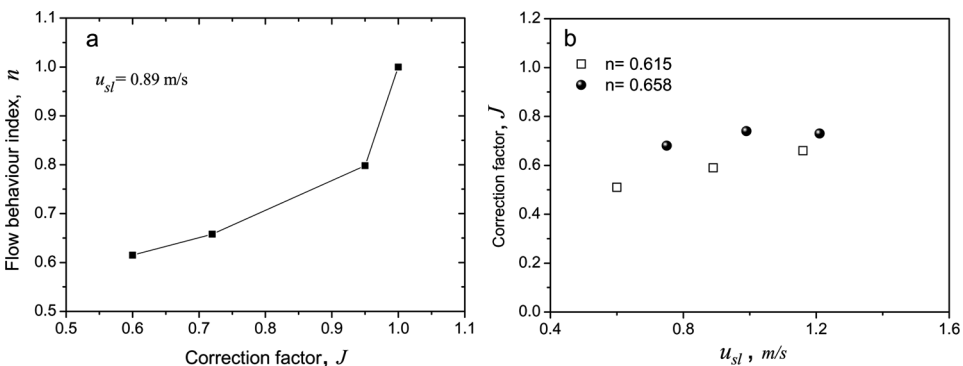 a
u_sl = 0.89 m/s
Flow behaviour index, n
1.1
1.0
0.9
0.8
0.7
0.6
0.5
0.5 0.6 0.7 0.8 0.9 1.0 1.1
Correction factor, J
b
n= 0.615
n= 0.658
Correction factor, J
1.2
1.0
0.8
0.6
0.4
0.2
0.0
0.4 0.8 1.2 1.6
u_sl , m/s